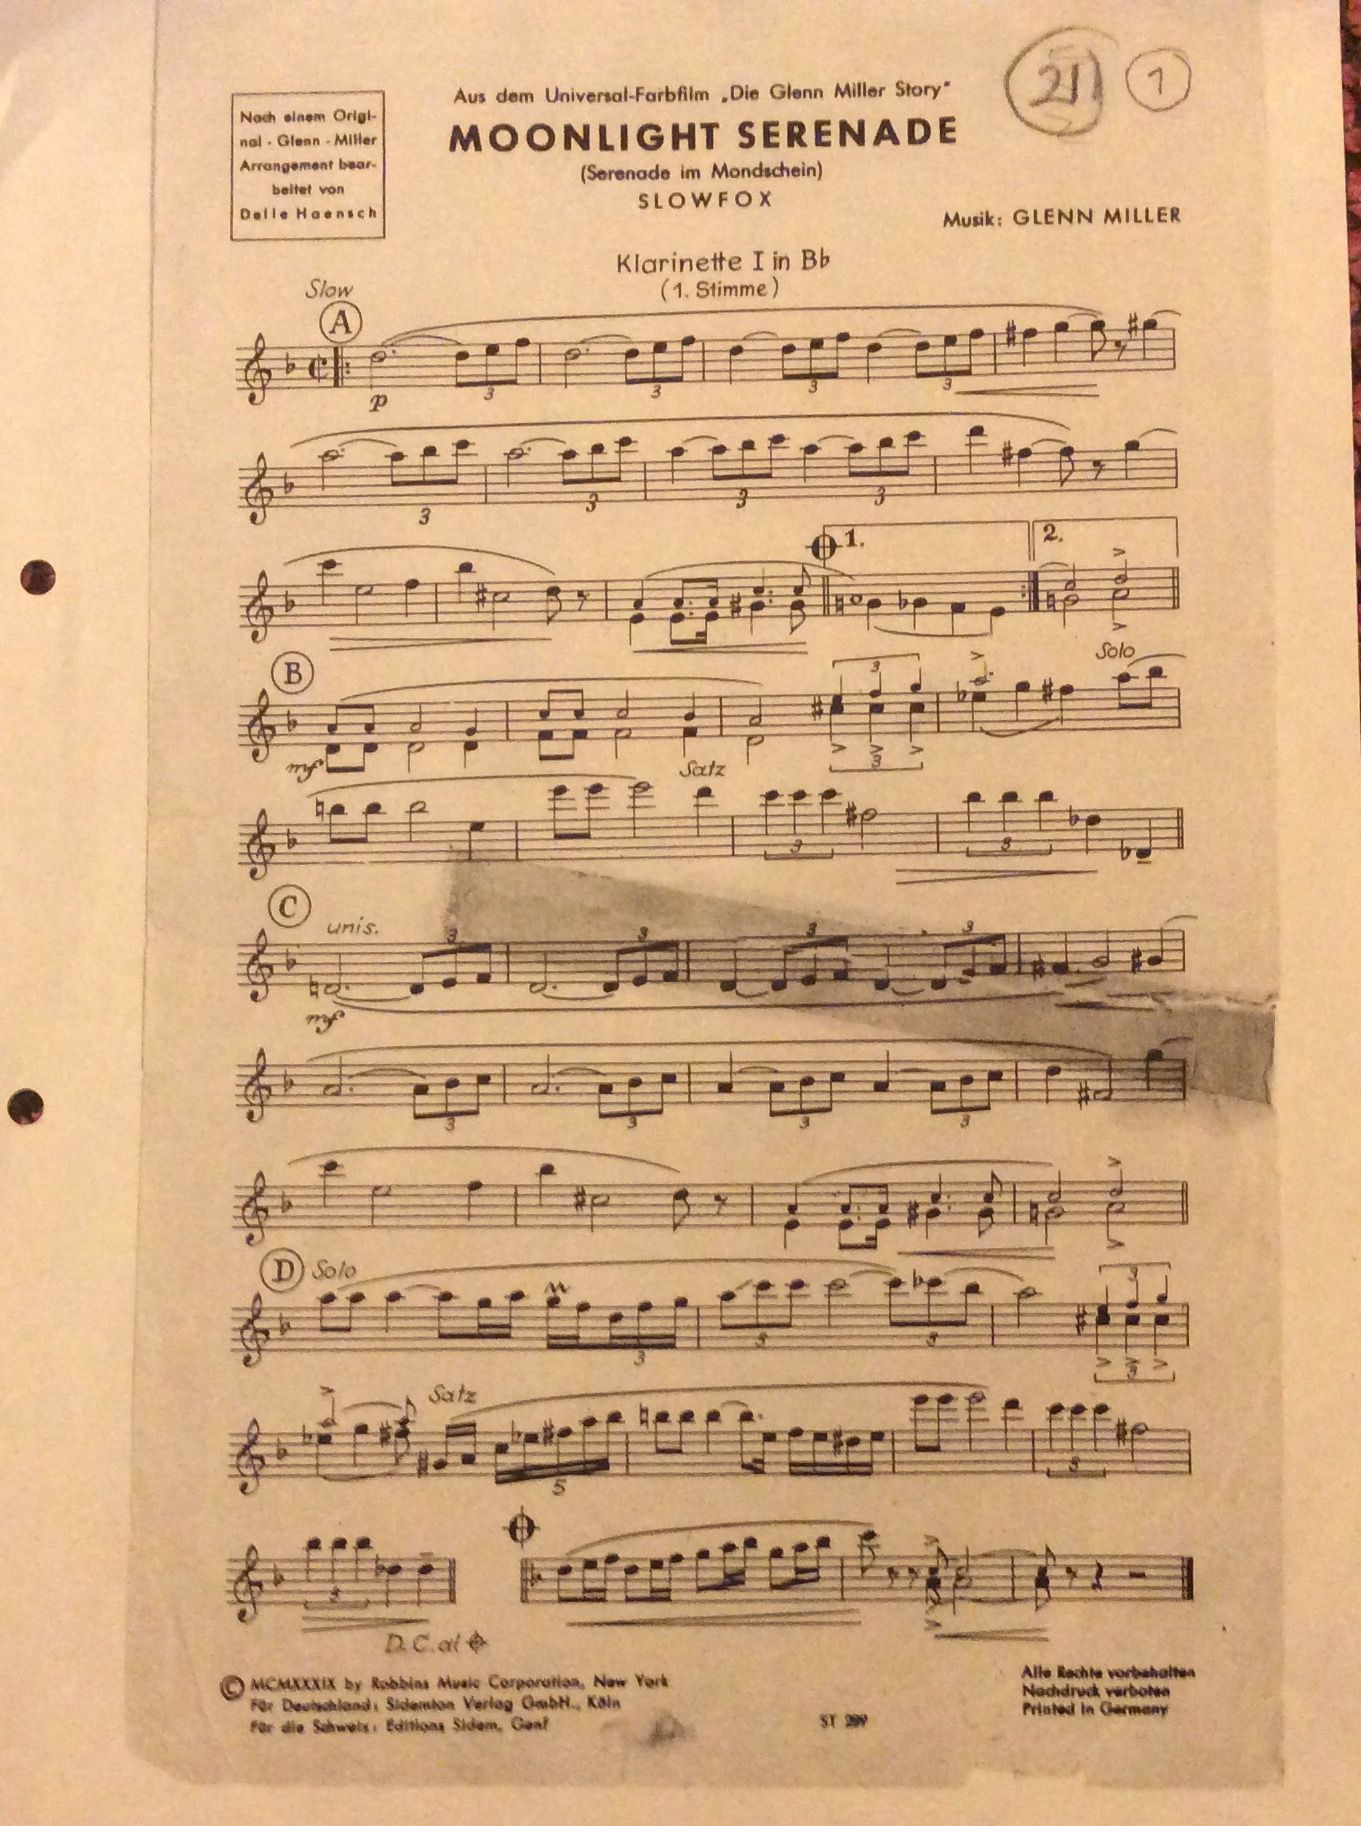 21 1
Nach einem Origi-
nal - Glenn - Miller
Arrangement bear-
beitet von
Delle Haensch
Aus dem Universal-Farbfilm „Die Glenn Miller Story"
MOONLIGHT SERENADE
(Serenade im Mondschein)
SLOWFOX
Musik: GLENN MILLER
Klarinette I in Bb
(1. Stimme)
Slow
A
p
3 3 3 3
3 3 3 3
1. 2.
B
Solo
3
mf
3
Satz
3 3
C
unis.
3 3 3 3
mf
3 3 3 3
D Solo
3
3 3 3
3
Satz
5 3
3
D.C. al
© MCMXXXIX by Robbins Music Corporation, New York
Für Deutschland: Sidemton Verlag GmbH., Köln
Für die Schweiz: Editions Sidem, Genf
ST 289
Alle Rechte vorbehalten
Nachdruck verboten
Printed in Germany